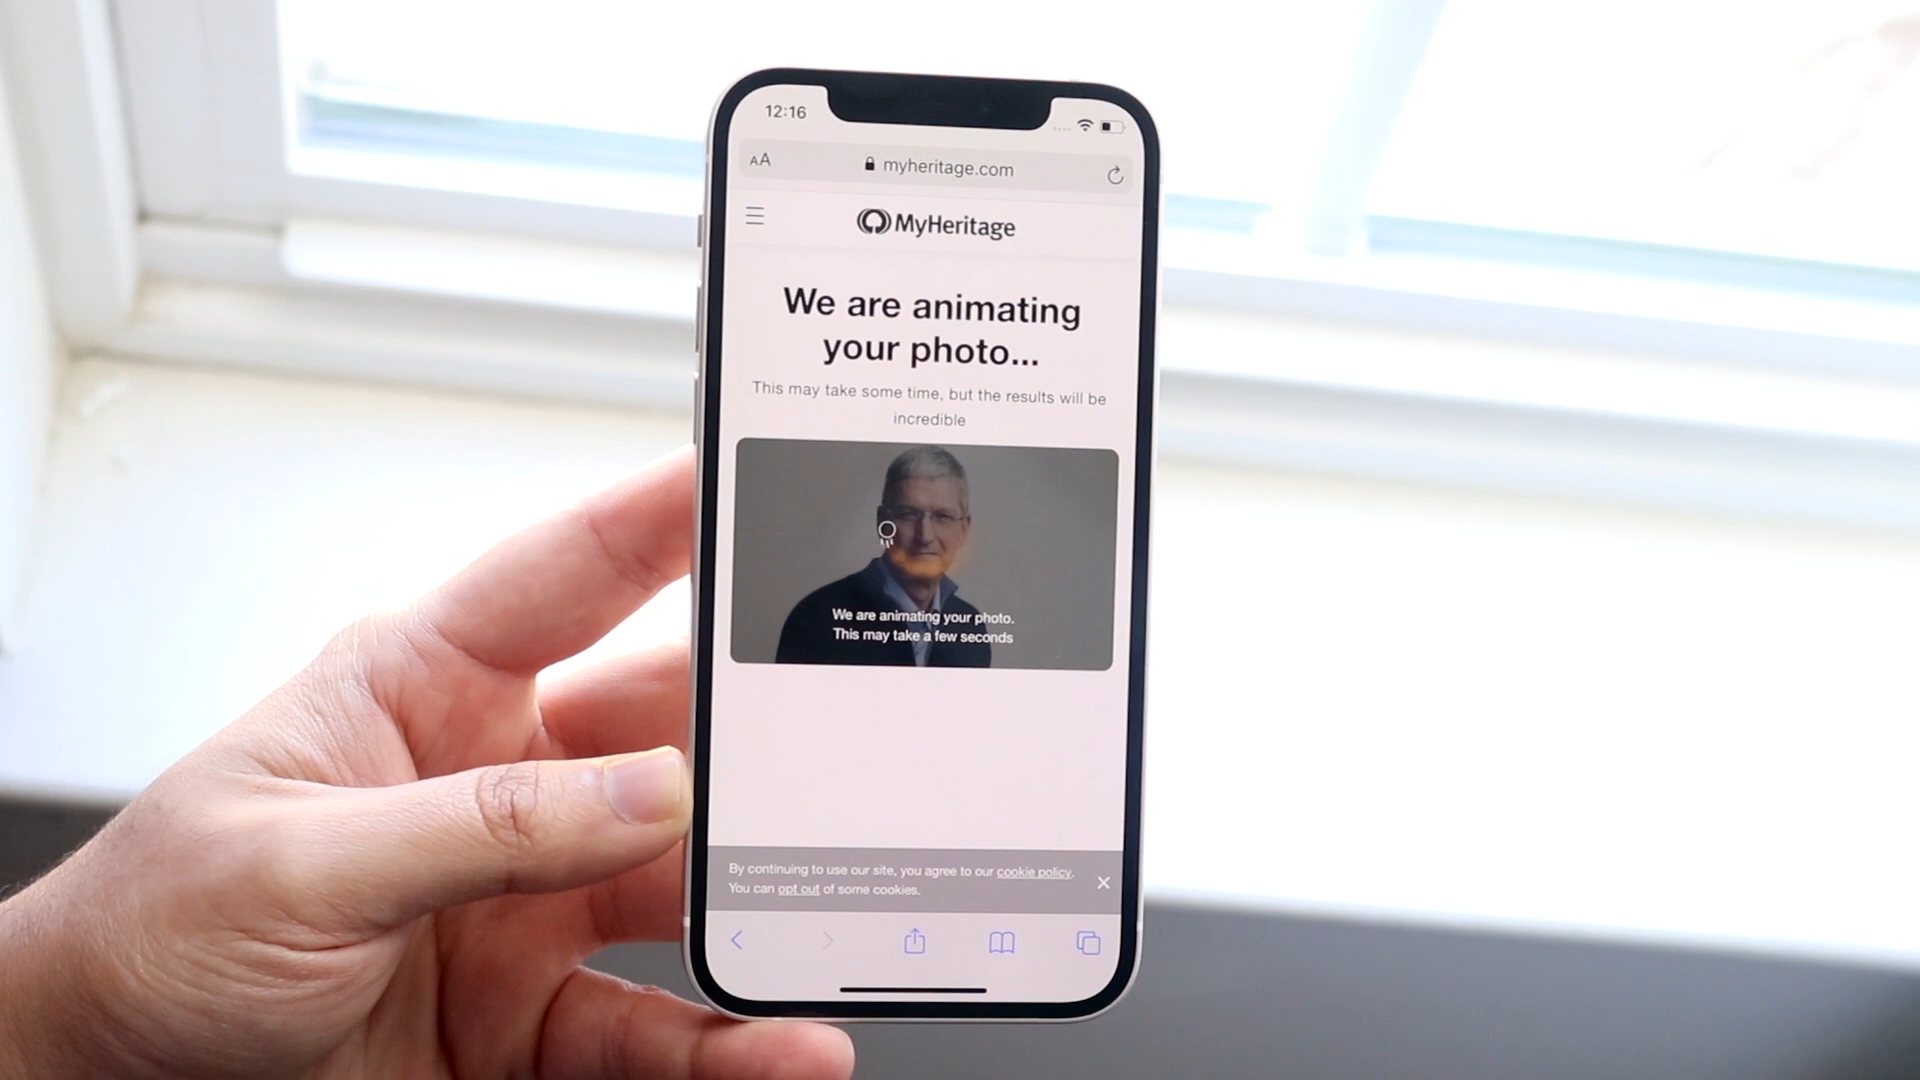 12:16
AA myheritage.com
MyHeritage
We are animating
your photo...
This may take some time, but the results will be
incredible
We are animating your photo.
This may take a few seconds
By continuing to use our site, you agree to our cookie policy.
You can opt out of some cookies.